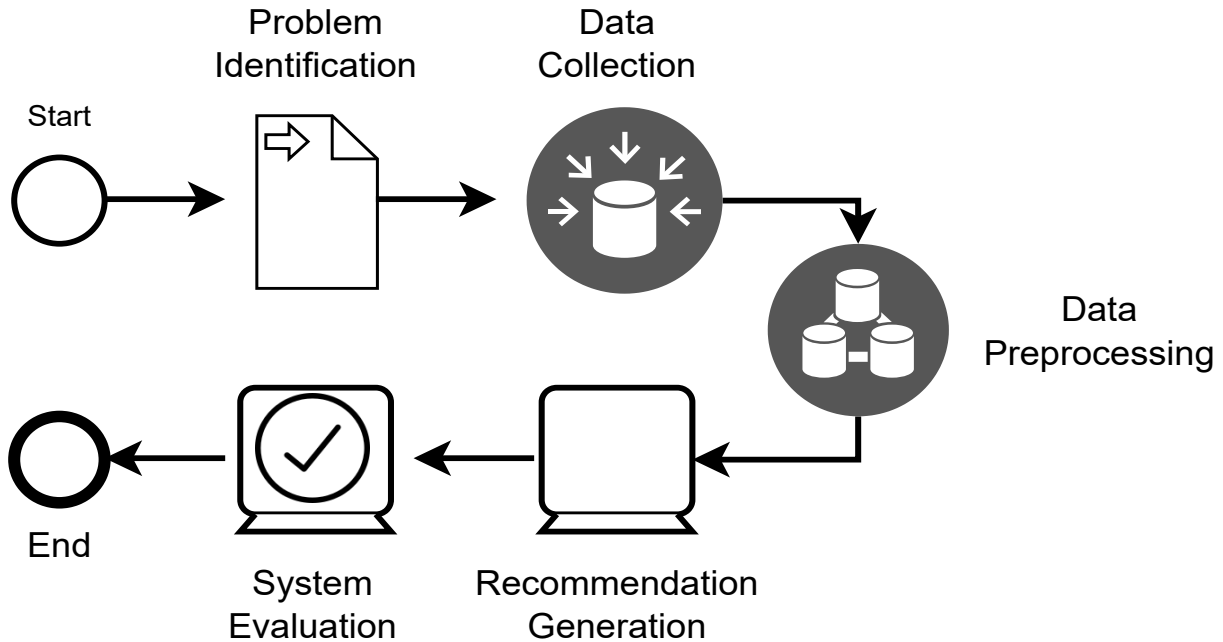 Problem
Identification
Data
Collection
Start
Data
Preprocessing
End
System
Evaluation
Recommendation
Generation